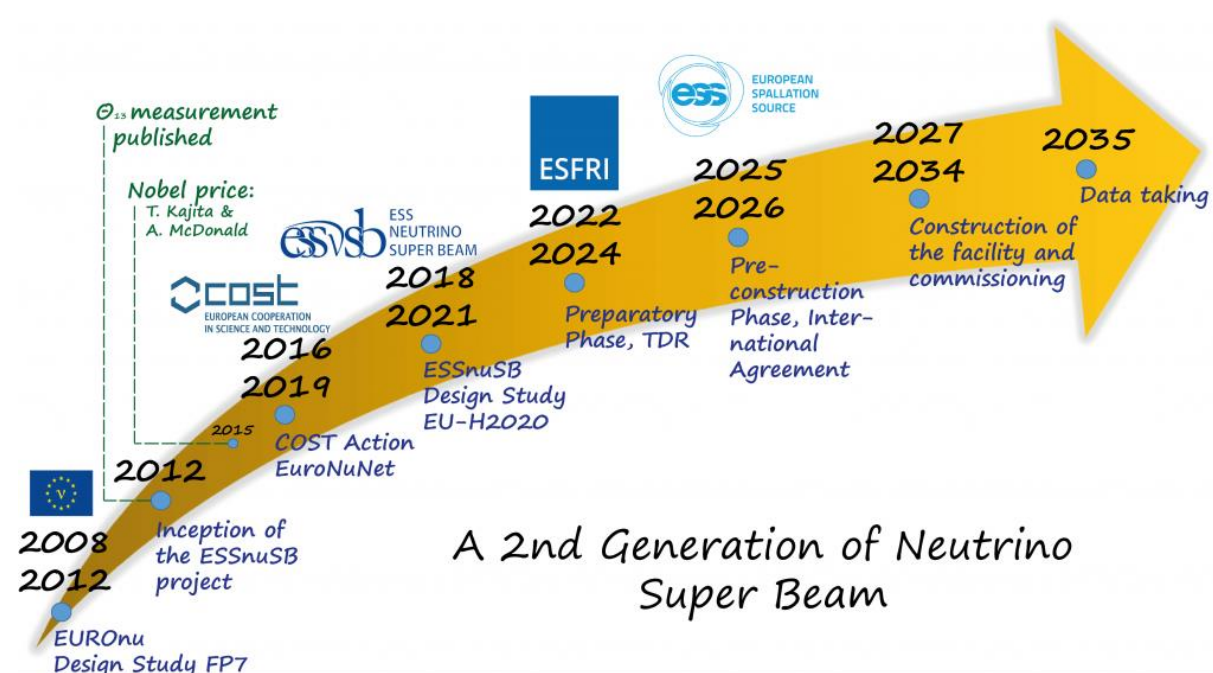 Θ₁₃ measurement
published
Nobel price:
T. Kajita &
A. McDonald
cost
EUROPEAN COOPERATION
IN SCIENCE AND TECHNOLOGY
essνsb
ESS
NEUTRINO
SUPER BEAM
ESFRI
ess
EUROPEAN
SPALLATION
SOURCE
ν
2008
2012
EUROnu
Design Study FP7
2012
Inception of
the ESSnuSB
project
2015
2016
2019
COST Action
EuroNuNet
2018
2021
ESSnuSB
Design Study
EU-H2020
2022
2024
Preparatory
Phase, TDR
2025
2026
Pre-
construction
Phase, Inter-
national
Agreement
2027
2034
Construction of
the facility and
commissioning
2035
Data taking
A 2nd Generation of Neutrino
Super Beam